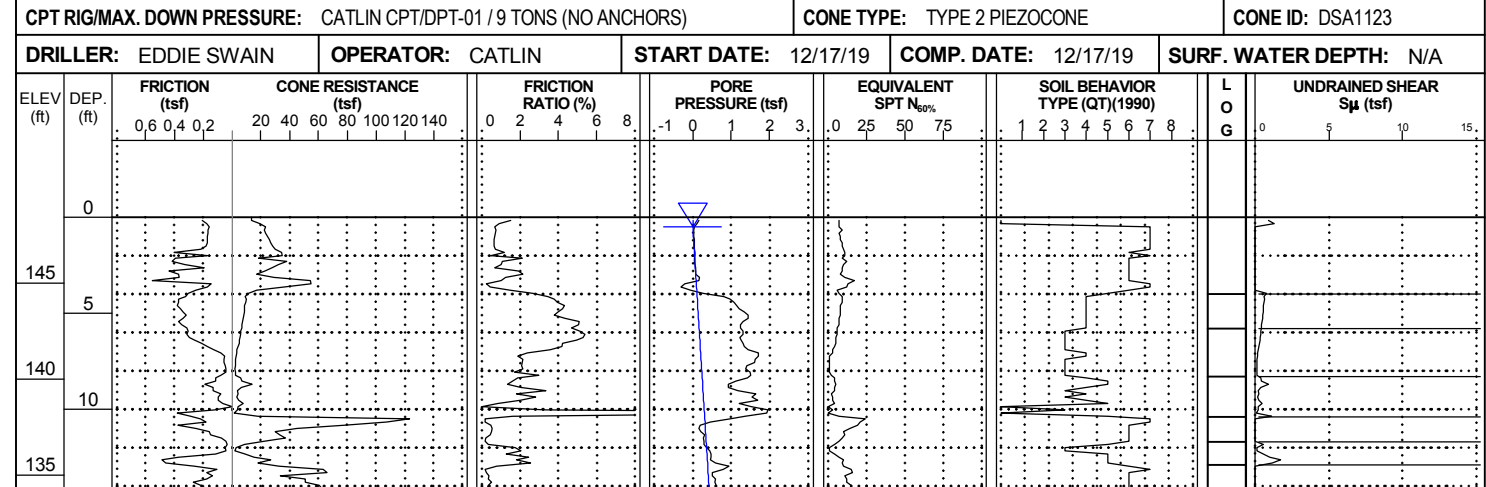 CPT RIG/MAX. DOWN PRESSURE: CATLIN CPT/DPT-01 / 9 TONS (NO ANCHORS) CONE TYPE: TYPE 2 PIEZOCONE CONE ID: DSA1123
DRILLER: EDDIE SWAIN OPERATOR: CATLIN START DATE: 12/17/19 COMP. DATE: 12/17/19 SURF. WATER DEPTH: N/A
ELEV (ft)
DEP. (ft)
FRICTION
(tsf)
0,6 0,4 0,2
CONE RESISTANCE
(tsf)
20 40 60 80 100 120 140
FRICTION
RATIO (%)
0 2 4 6 8
PORE
PRESSURE (tsf)
-1 0 1 2 3
EQUIVALENT
SPT N60%
0 25 50 75
SOIL BEHAVIOR
TYPE (QT)(1990)
1 2 3 4 5 6 7 8
L
O
G
UNDRAINED SHEAR
Sμ (tsf)
0 5 10 15
0
145
5
140
10
135